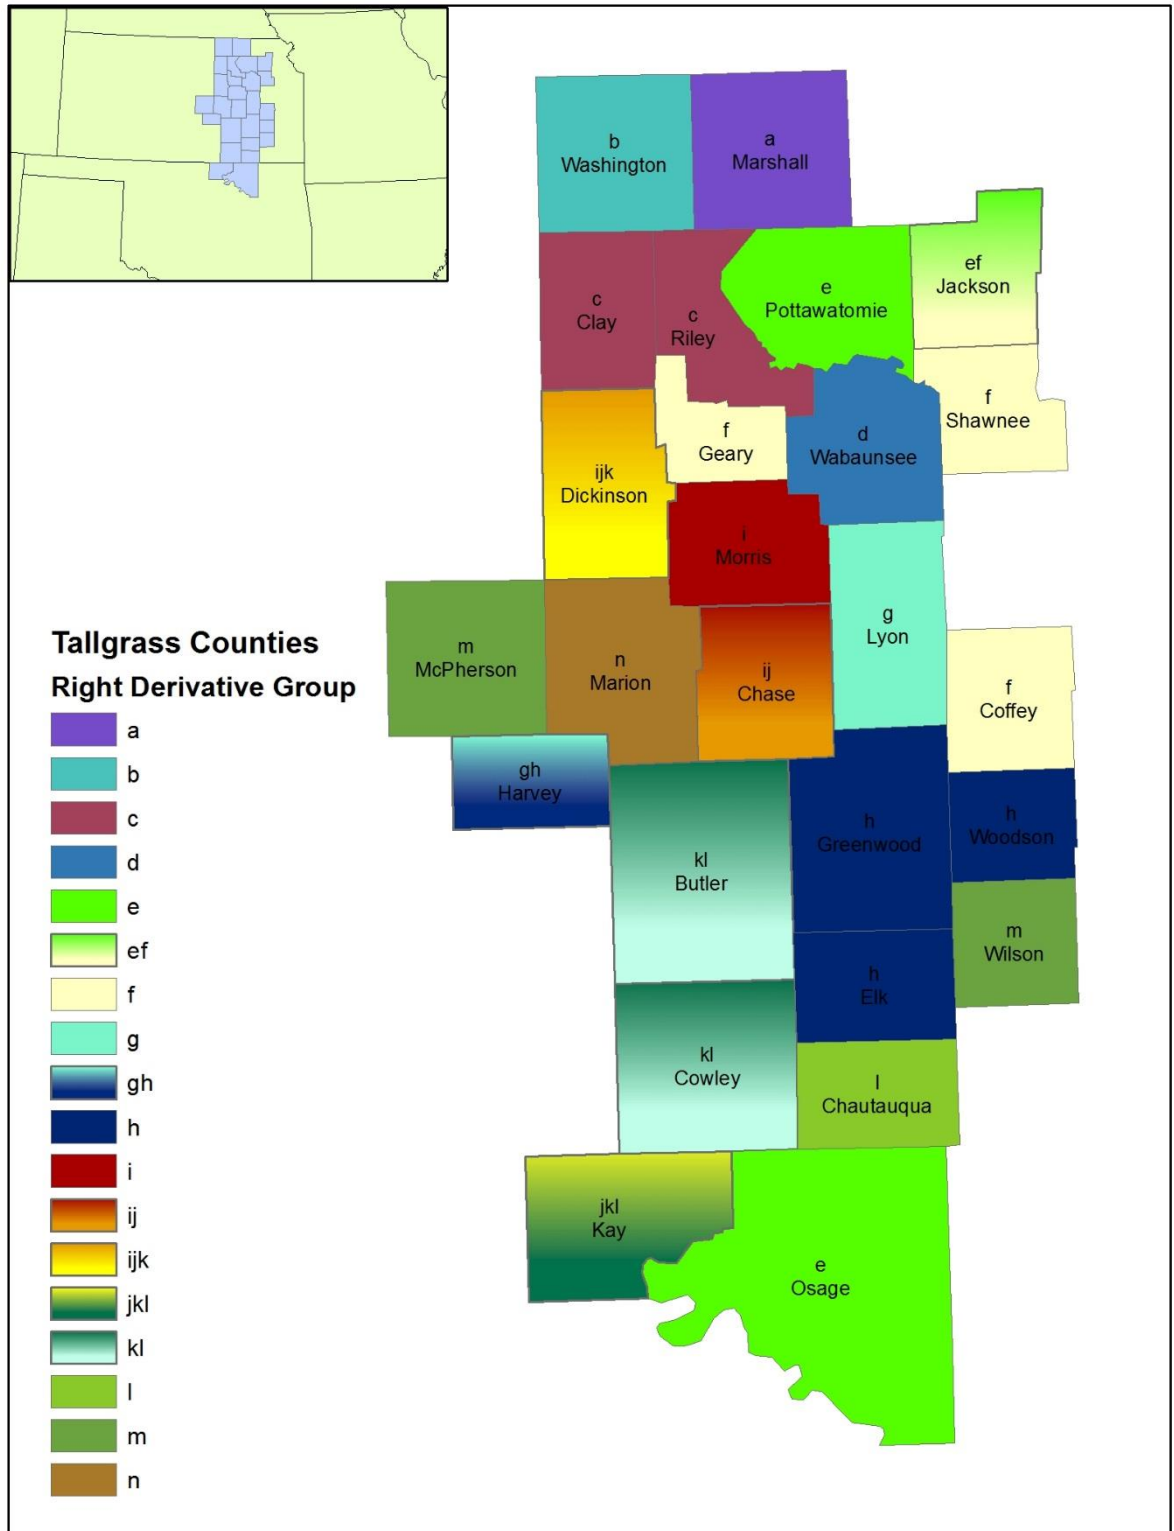 b
Washington
a
Marshall
c
Clay
c
Riley
e
Pottawatomie
ef
Jackson
f
Shawnee
f
Geary
d
Wabaunsee
ijk
Dickinson
i
Morris
g
Lyon
m
McPherson
n
Marion
ij
Chase
f
Coffey
gh
Harvey
kl
Butler
h
Greenwood
h
Woodson
m
Wilson
h
Elk
kl
Cowley
l
Chautauqua
jkl
Kay
e
Osage
Tallgrass Counties
Right Derivative Group
a
b
c
d
e
ef
f
g
gh
h
i
ij
ijk
jkl
kl
l
m
n